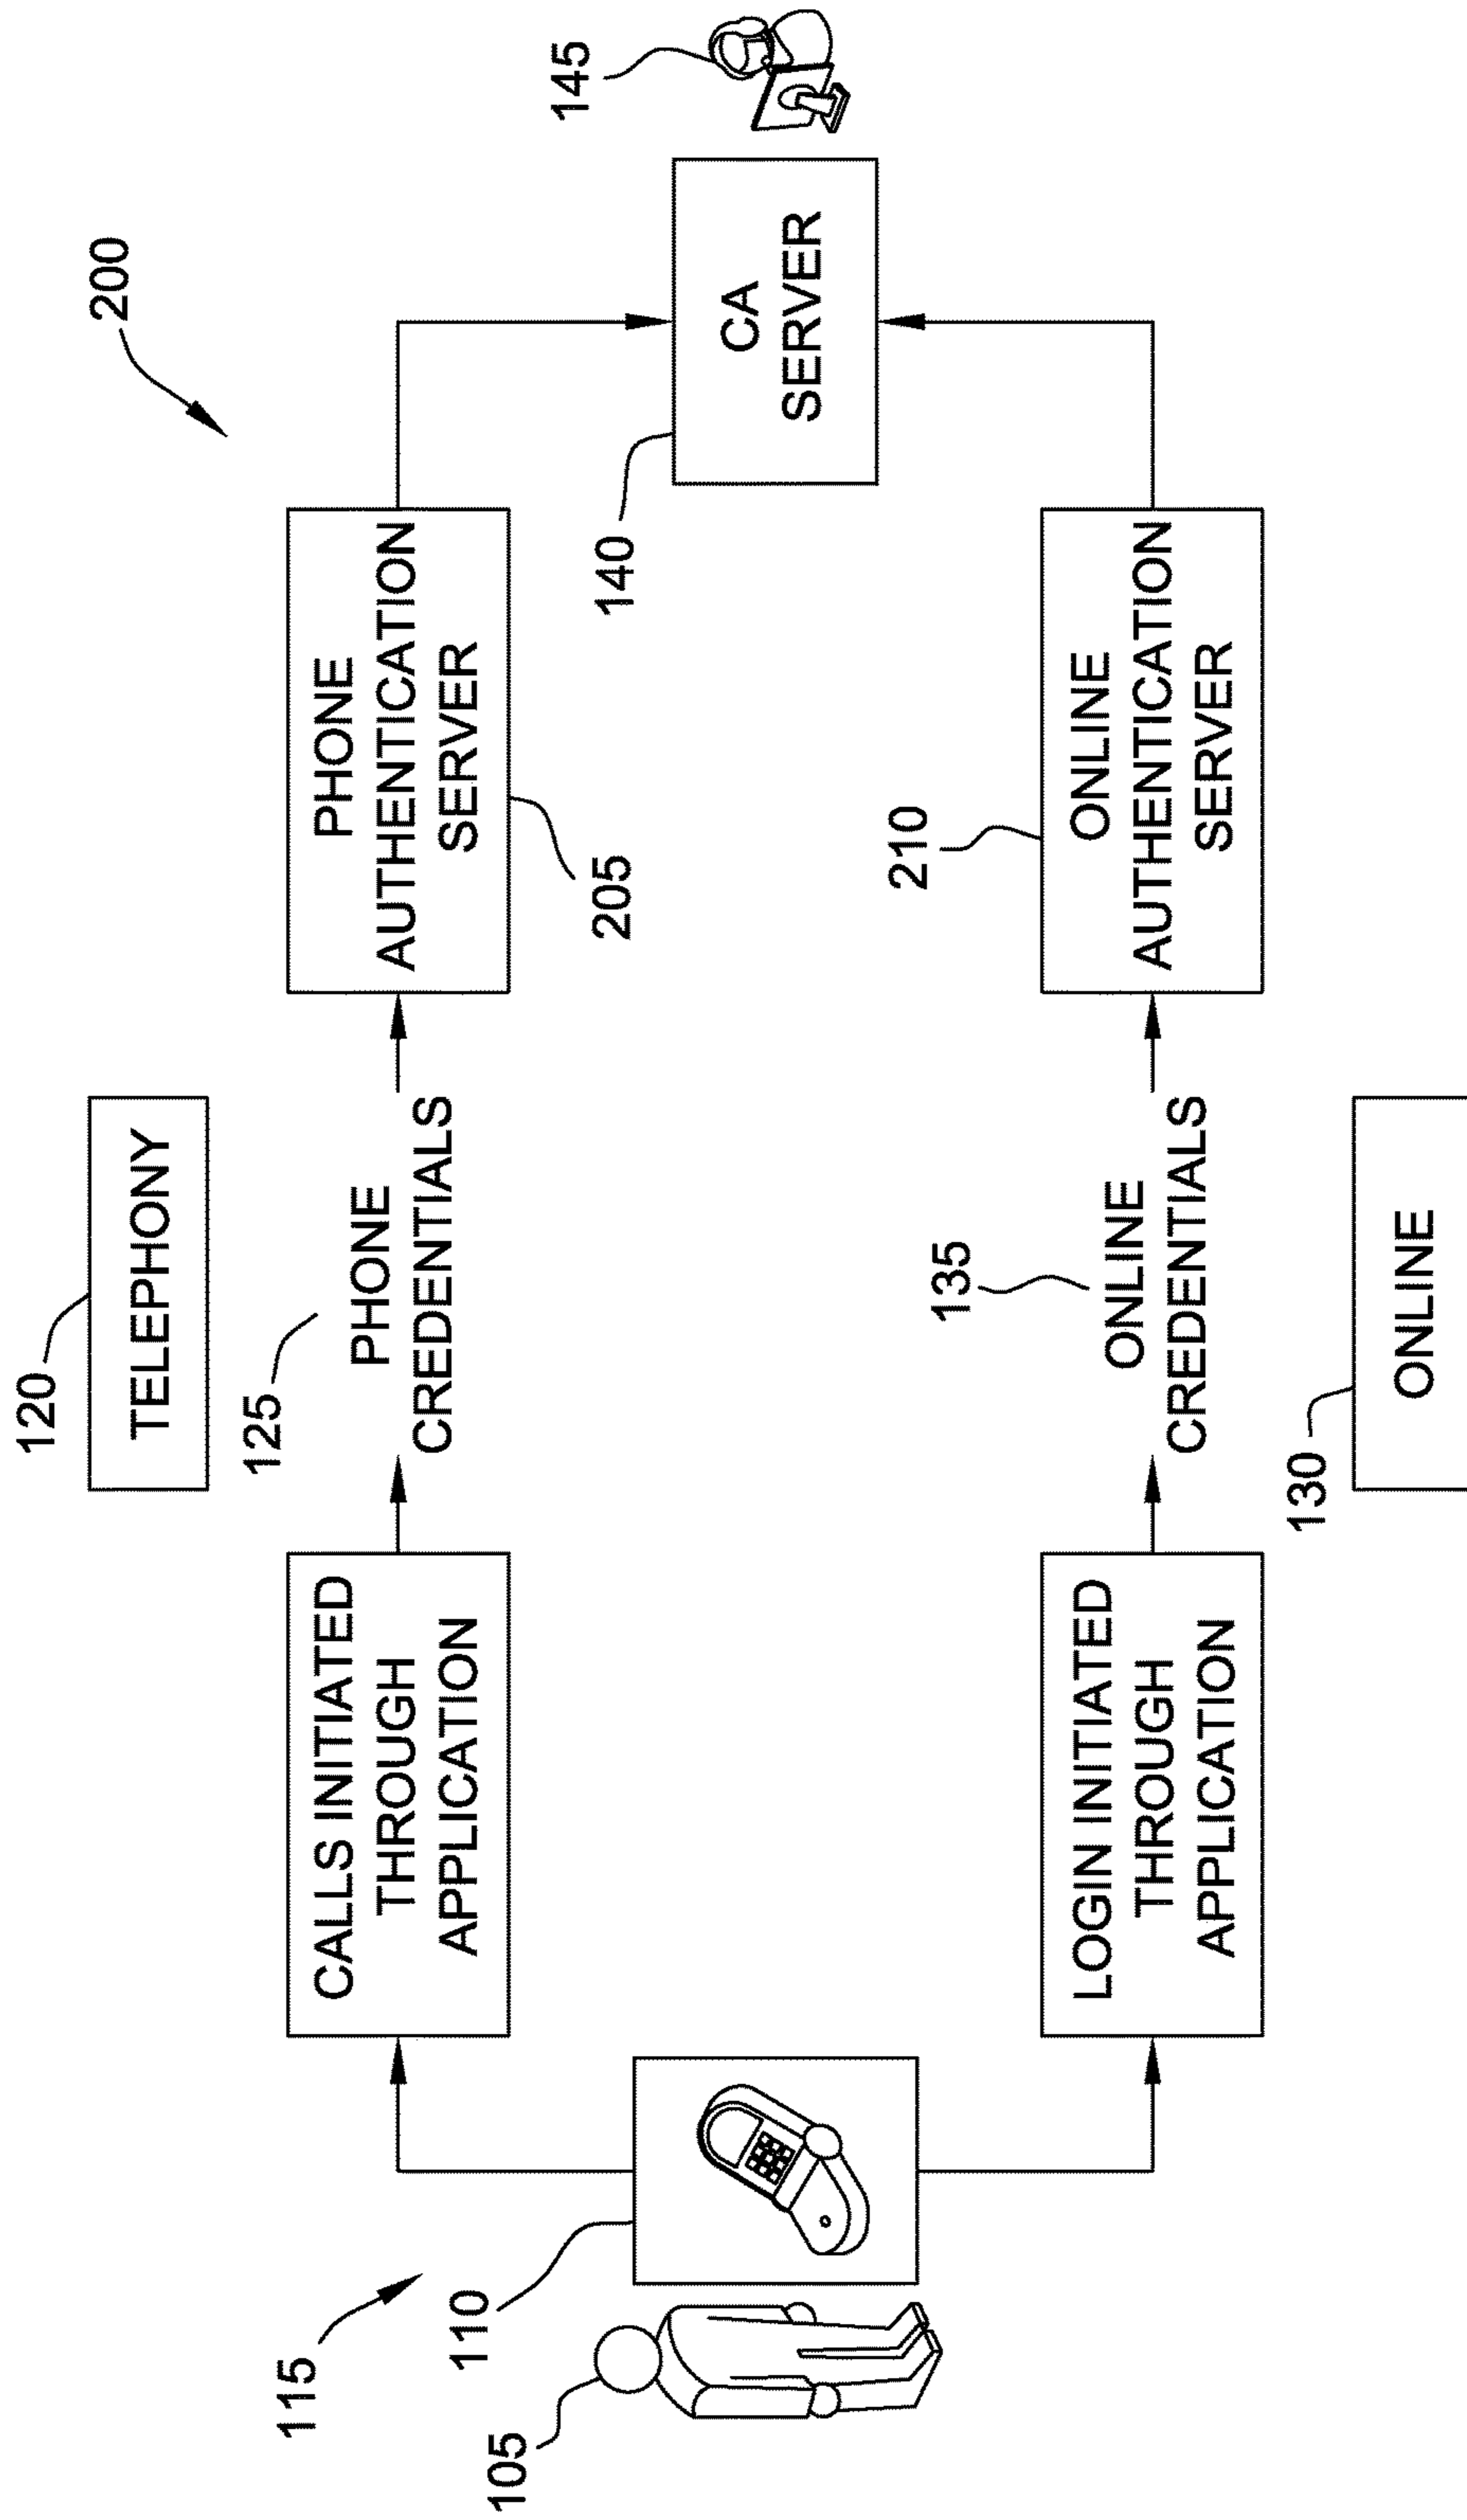 120
TELEPHONY
200
115
125
CALLS INITIATED
THROUGH
APPLICATION
PHONE
CREDENTIALS
PHONE
AUTHENTICATION
SERVER
205
105
110
140
145
CA
SERVER
135
210
LOGIN INITIATED
THROUGH
APPLICATION
ONLINE
CREDENTIALS
ONLINE
AUTHENTICATION
SERVER
130
ONLINE